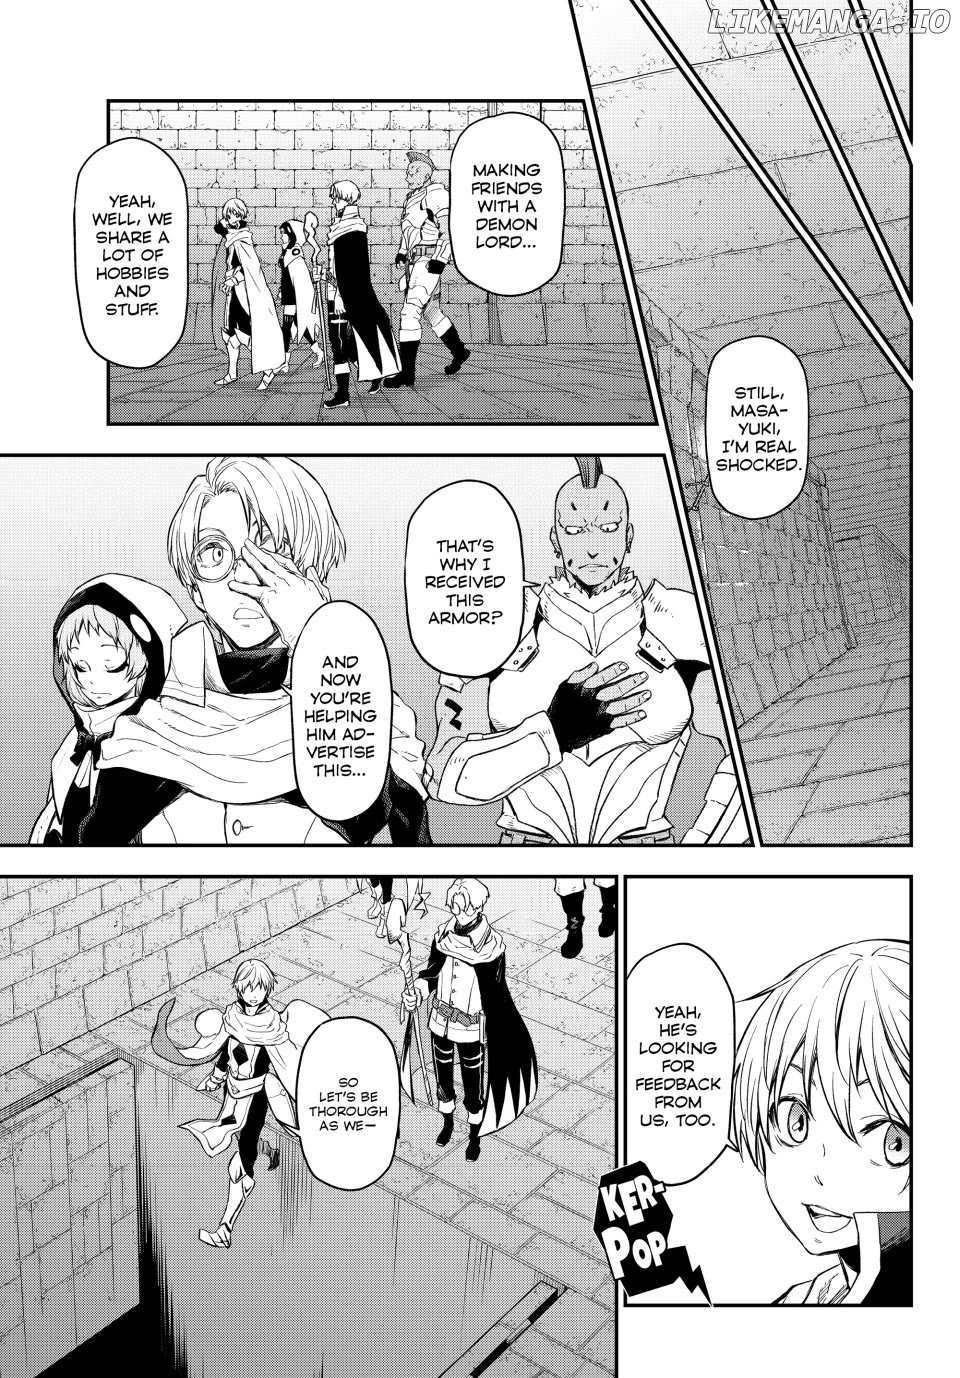 LIKEMANGA.IO
STILL,
MASA-
YUKI,
I'M REAL
SHOCKED.
MAKING
FRIENDS
WITH A
DEMON
LORD...
YEAH,
WELL, WE
SHARE A
LOT OF
HOBBIES
AND
STUFF.
THAT'S
WHY I
RECEIVED
THIS
ARMOR?
AND
NOW
YOU'RE
HELPING
HIM AD-
VERTISE
THIS...
YEAH,
HE'S
LOOKING
FOR
FEEDBACK
FROM
US, TOO.
KER-
POP
SO
LET'S BE
THOROUGH
AS WE—